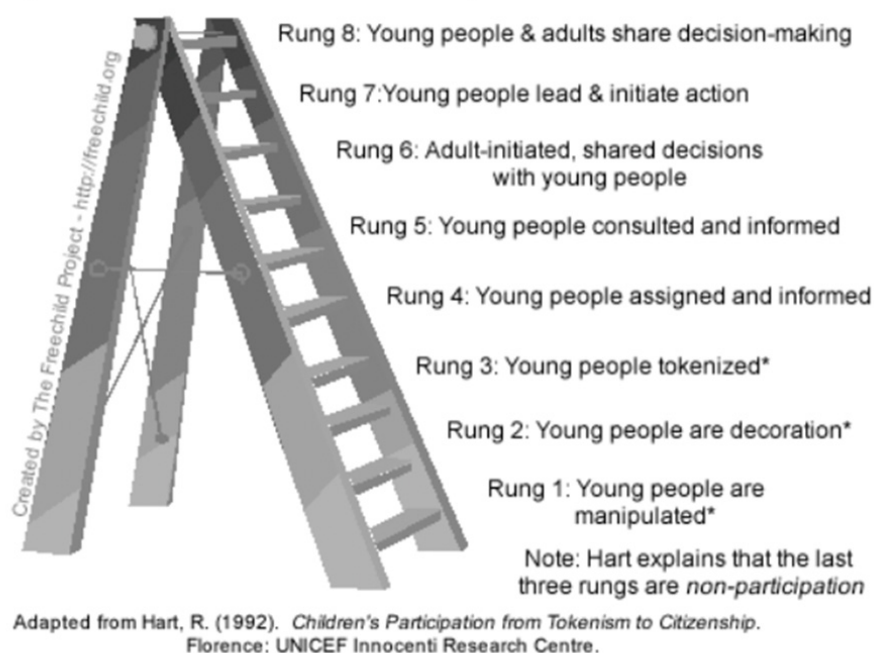 Rung 8: Young people & adults share decision-making
Rung 7:Young people lead & initiate action
Rung 6: Adult-initiated, shared decisions
with young people
Rung 5: Young people consulted and informed
Rung 4: Young people assigned and informed
Rung 3: Young people tokenized*
Rung 2: Young people are decoration*
Rung 1: Young people are
manipulated*
Note: Hart explains that the last
three rungs are non-participation
Created by The Freechild Project - http://freechild.org
Adapted from Hart, R. (1992). Children's Participation from Tokenism to Citizenship.
Florence: UNICEF Innocenti Research Centre.